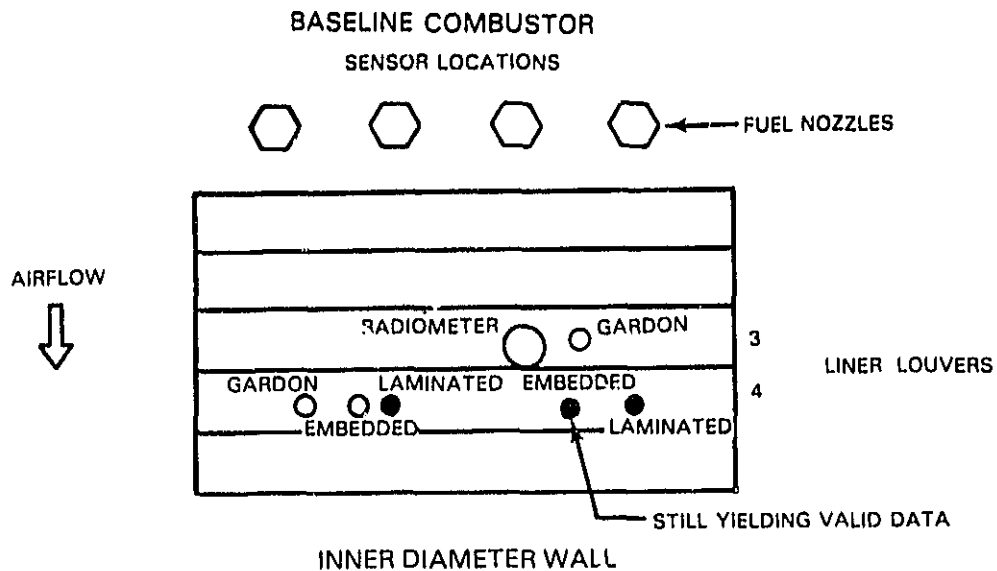 BASELINE COMBUSTOR
SENSOR LOCATIONS
FUEL NOZZLES
AIRFLOW
RADIOMETER
GARDON
3
LINER LOUVERS
GARDON
LAMINATED
EMBEDDED
4
EMBEDDED
LAMINATED
STILL YIELDING VALID DATA
INNER DIAMETER WALL